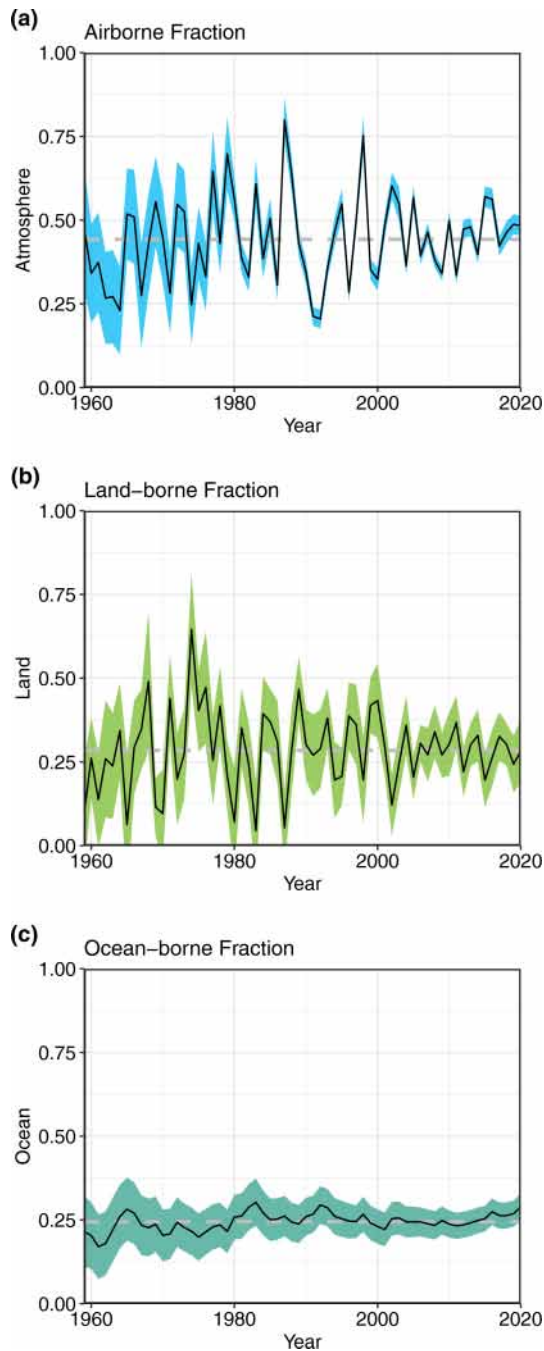 (a)
Airborne Fraction
1.00
0.75
0.50
0.25
0.00
Atmosphere
1960 1980 2000 2020
Year
(b)
Land-borne Fraction
1.00
0.75
0.50
0.25
0.00
Land
1960 1980 2000 2020
Year
(c)
Ocean-borne Fraction
1.00
0.75
0.50
0.25
0.00
Ocean
1960 1980 2000 2020
Year